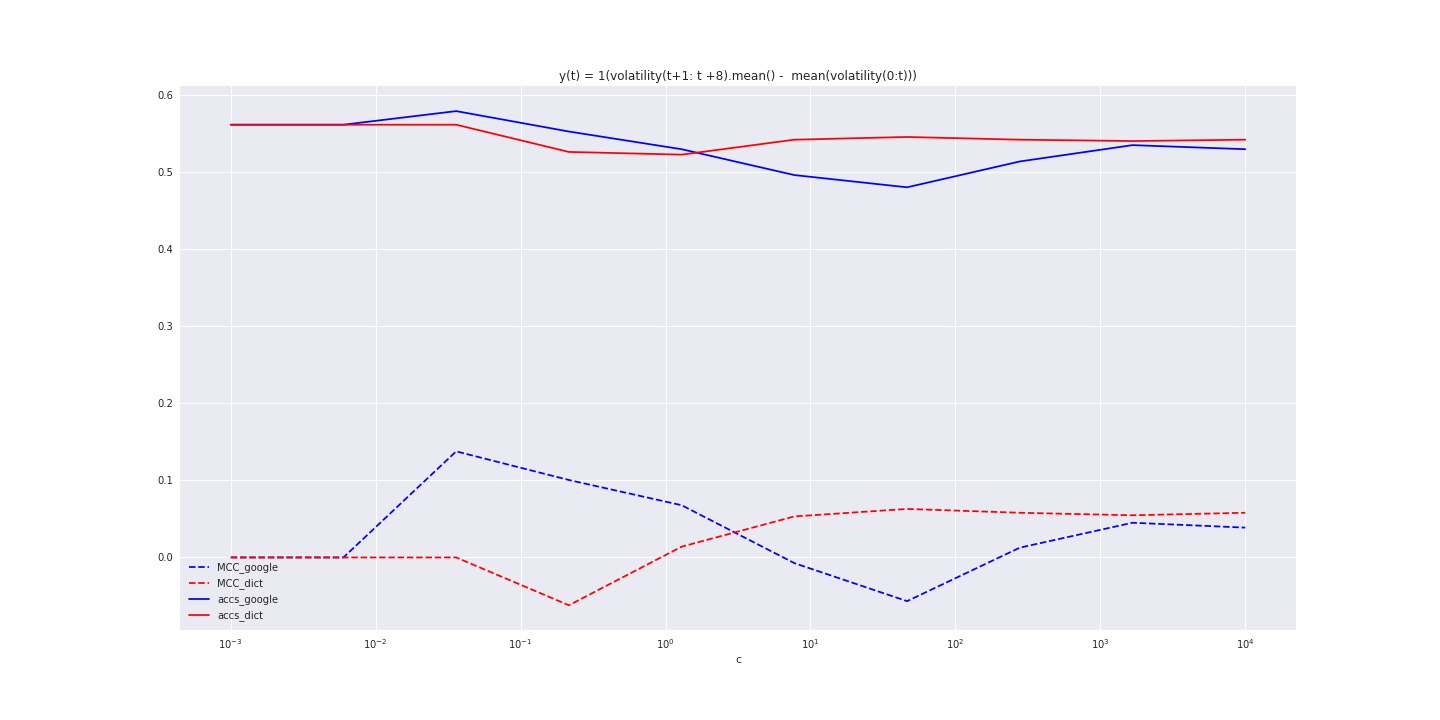 y(t) = 1(volatility(t+1: t +8).mean() -  mean(volatility(0:t)))
0.6
0.5
0.4
0.3
0.2
0.1
0.0
MCC_google
MCC_dict
accs_google
accs_dict
10⁻³ 10⁻² 10⁻¹ 10⁰ 10¹ 10² 10³ 10⁴
c